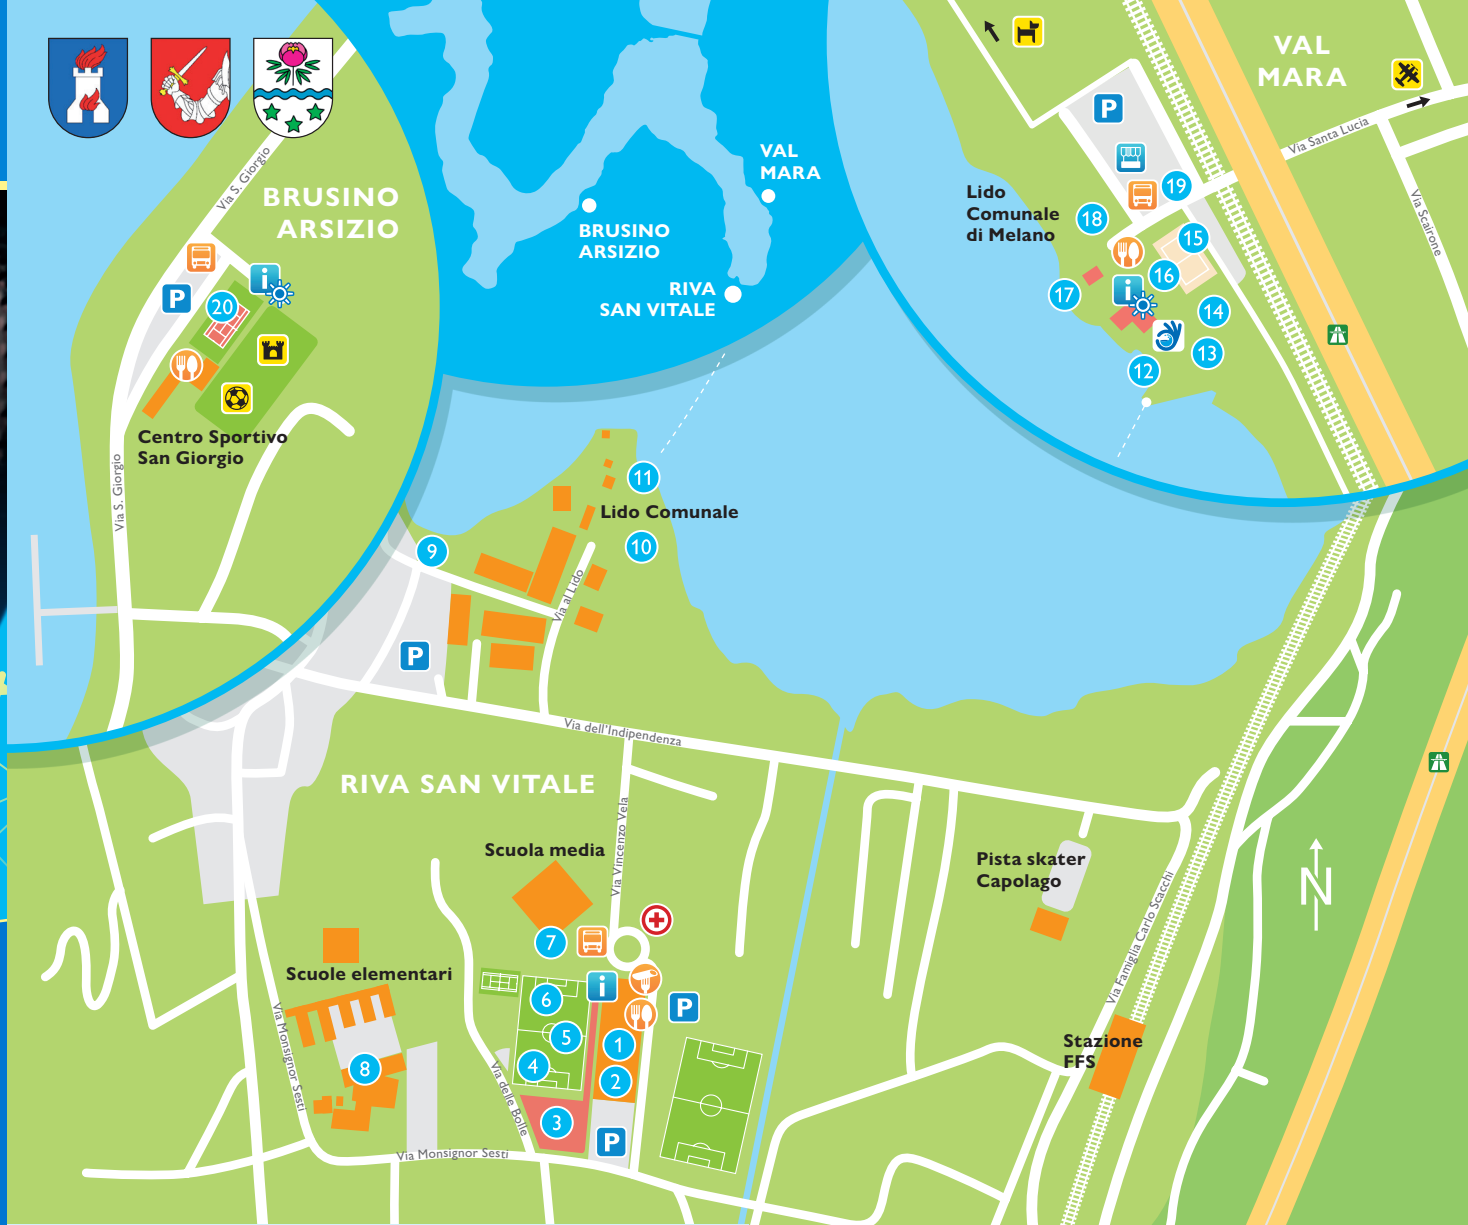 BRUSINO
ARSIZIO
Via S. Giorgio
P
i
20
Centro Sportivo
San Giorgio
Via S. Giorgio
VAL
MARA
BRUSINO
ARSIZIO
RIVA
SAN VITALE
VAL
MARA
Via Santa Lucia
Via Scairone
P
19
18
Lido
Comunale
di Melano
15
16
17
i
14
13
12
11
Lido Comunale
10
9
Via al Lido
P
Via dell'Indipendenza
RIVA SAN VITALE
Via Vincenzo Vela
Scuola media
7
Pista skater
Capolago
N
Via Famiglia Carlo Scacchi
Scuole elementari
i
6
P
5
1
4
2
3
P
8
Via Monsignor Sesti
Via delle Bolle
Via Monsignor Sesti
Stazione
FFS